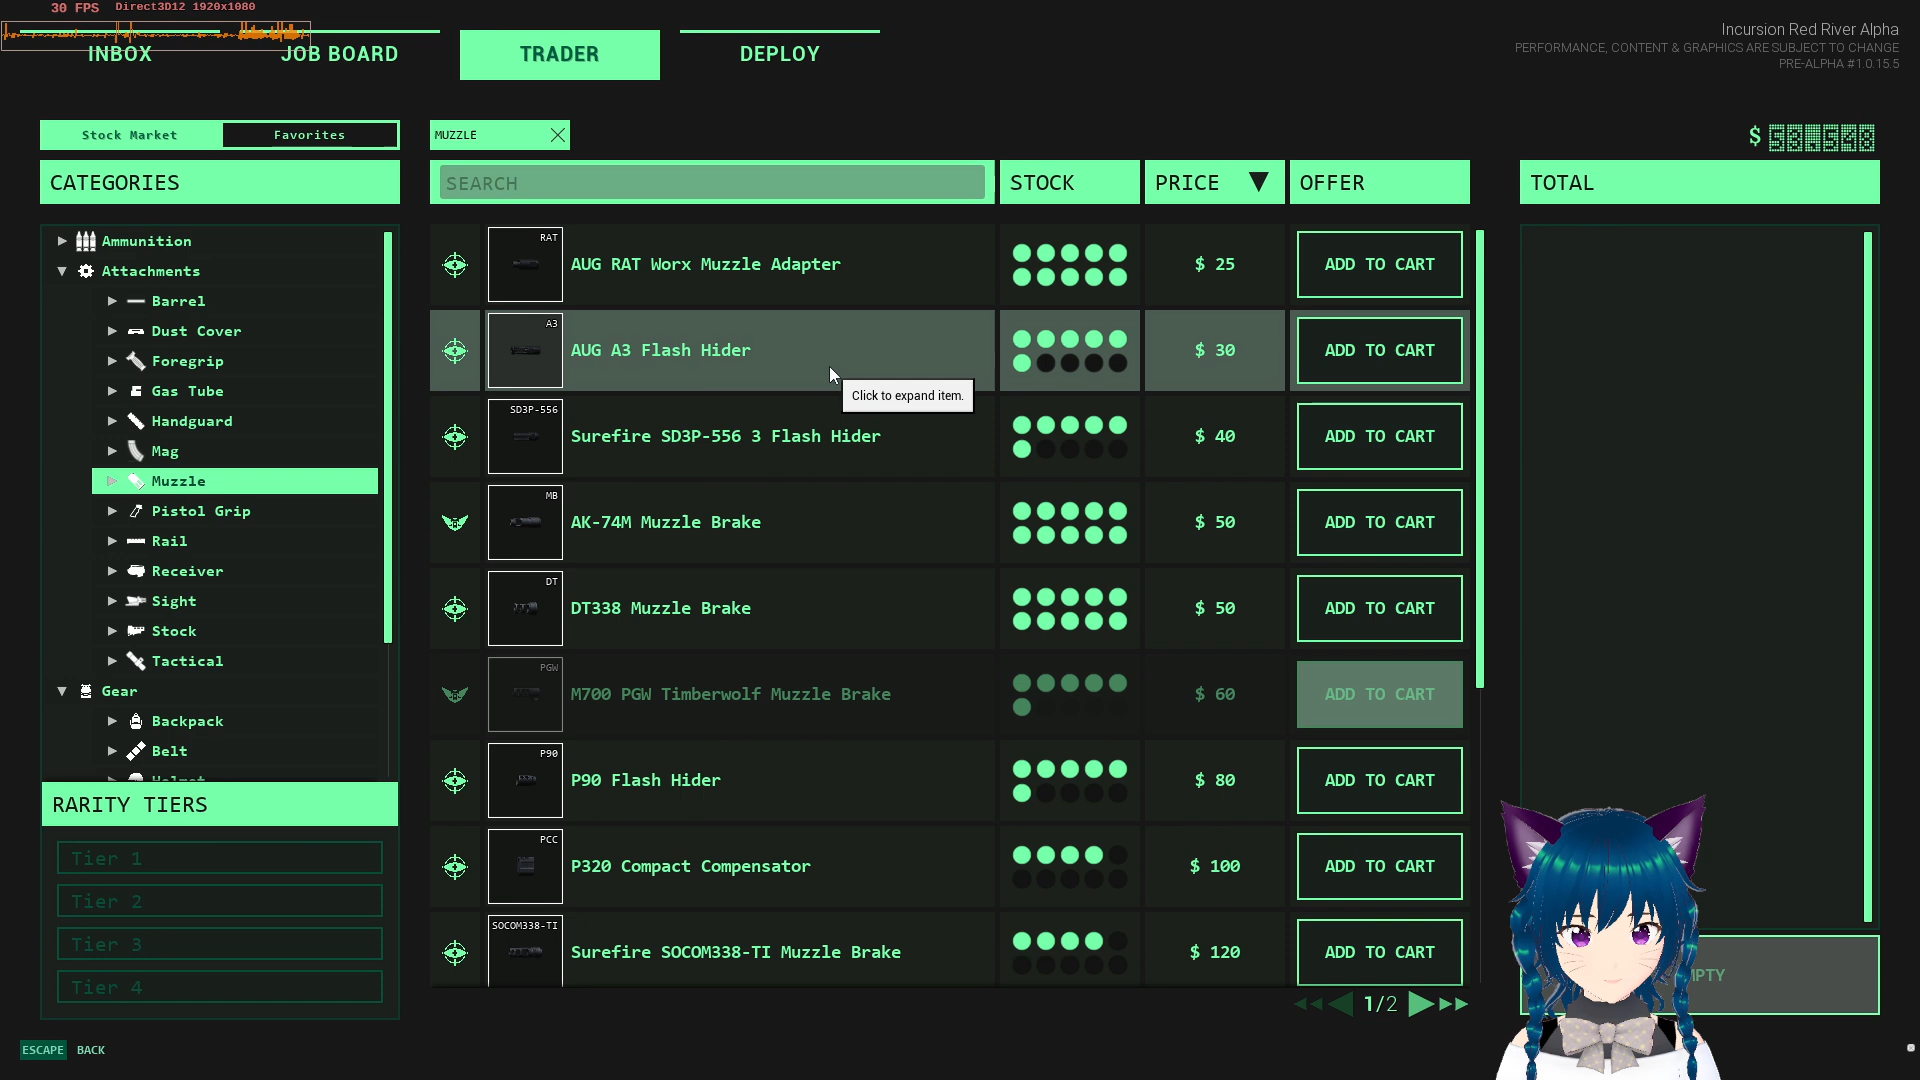 30 FPS Direct3D12 1920x1080
INBOX
JOB BOARD
TRADER
DEPLOY
Incursion Red River Alpha
PERFORMANCE, CONTENT & GRAPHICS ARE SUBJECT TO CHANGE
PRE-ALPHA #1.0.15.5
Stock Market
Favorites
MUZZLE
$
CATEGORIES
SEARCH
STOCK
PRICE
OFFER
TOTAL
Ammunition
Attachments
Barrel
Dust Cover
Foregrip
Gas Tube
Handguard
Mag
Muzzle
Pistol Grip
Rail
Receiver
Sight
Stock
Tactical
Gear
Backpack
Belt
Helmet
RARITY TIERS
Tier 1
Tier 2
Tier 3
Tier 4
RAT
AUG RAT Worx Muzzle Adapter
$ 25
ADD TO CART
A3
AUG A3 Flash Hider
$ 30
ADD TO CART
Click to expand item.
SD3P-556
Surefire SD3P-556 3 Flash Hider
$ 40
ADD TO CART
MB
AK-74M Muzzle Brake
$ 50
ADD TO CART
DT
DT338 Muzzle Brake
$ 50
ADD TO CART
PGW
M700 PGW Timberwolf Muzzle Brake
$ 60
ADD TO CART
P90
P90 Flash Hider
$ 80
ADD TO CART
PCC
P320 Compact Compensator
$ 100
ADD TO CART
SOCOM338-TI
Surefire SOCOM338-TI Muzzle Brake
$ 120
ADD TO CART
1/2
PTY
ESCAPE BACK